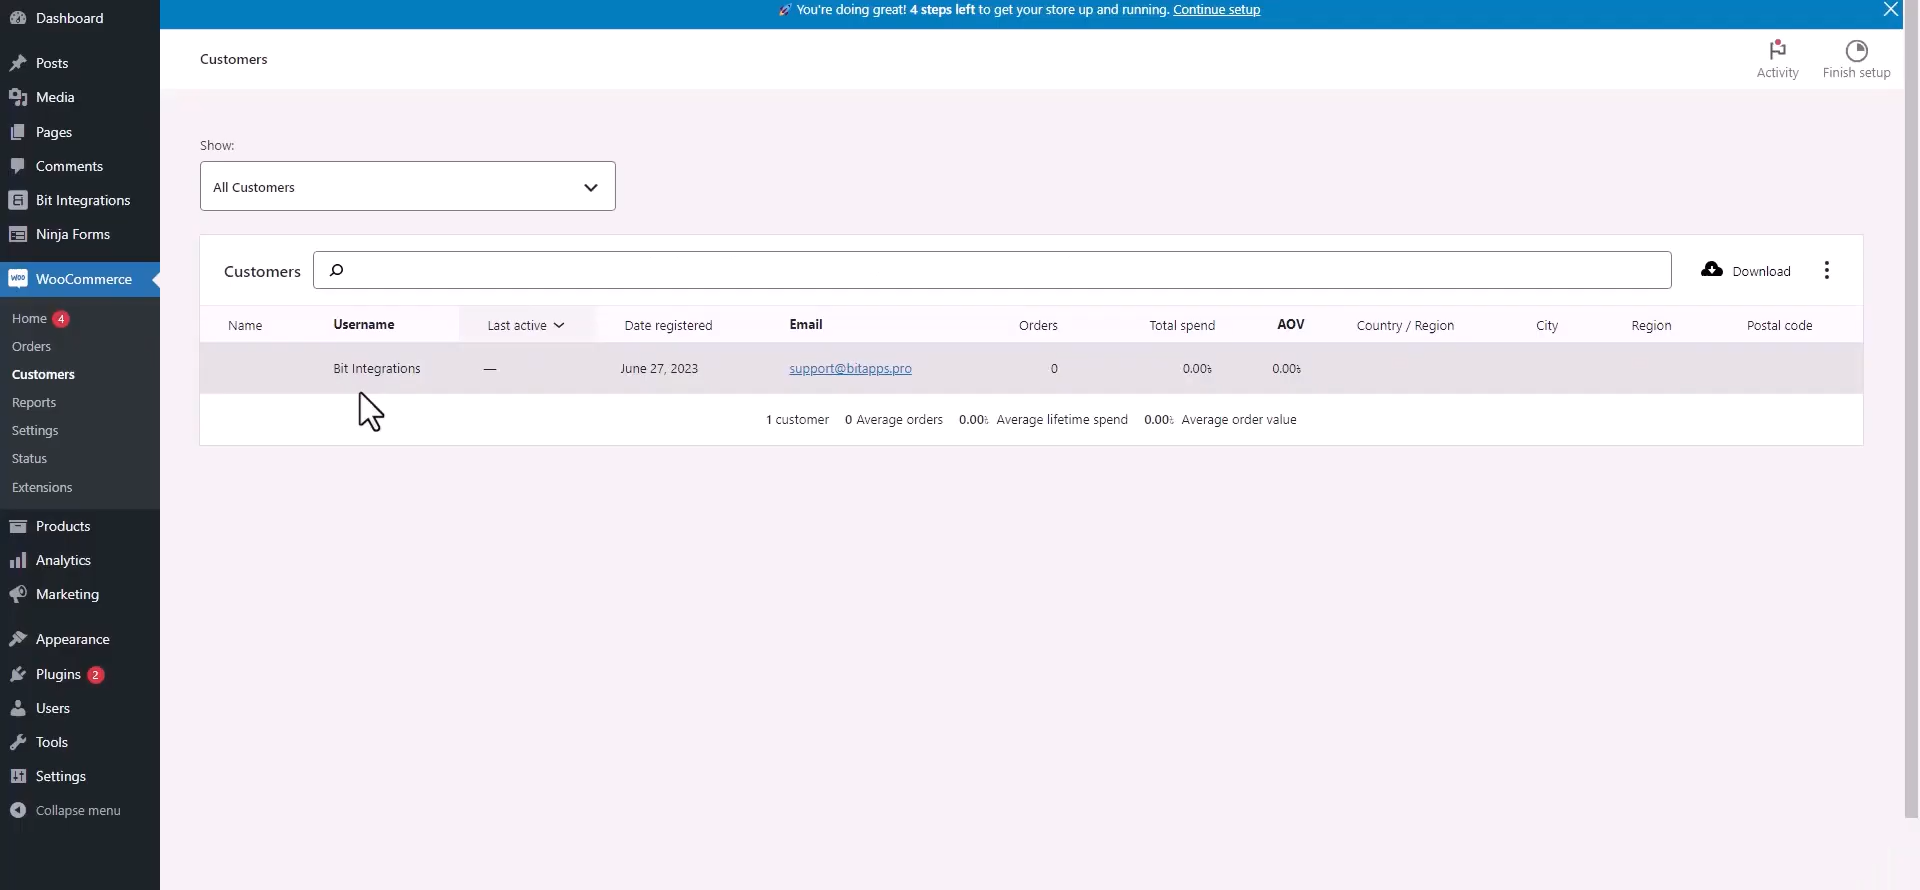 Dashboard
Posts
Media
Pages
Comments
Bit Integrations
Ninja Forms
WooCommerce
Home 4
Orders
Customers
Reports
Settings
Status
Extensions
Products
Analytics
Marketing
Appearance
Plugins 2
Users
Tools
Settings
Collapse menu
🚀 You're doing great! 4 steps left to get your store up and running. Continue setup
Customers
Activity
Finish setup
Show:
All Customers
Customers
Download
Name Username Last active Date registered Email Orders Total spend AOV Country / Region City Region Postal code
Bit Integrations — June 27, 2023 support@bitapps.pro 0 0.00৳ 0.00৳
1 customer 0 Average orders 0.00৳ Average lifetime spend 0.00৳ Average order value